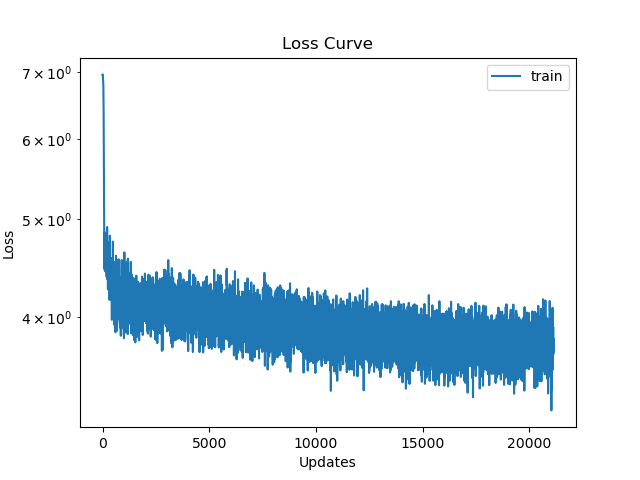 Loss Curve
train
7 × 10⁰
6 × 10⁰
5 × 10⁰
4 × 10⁰
Loss
0 5000 10000 15000 20000
Updates